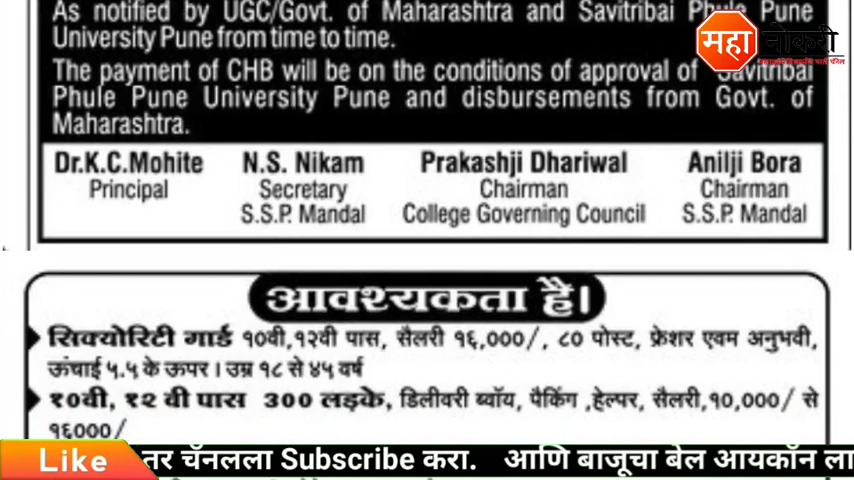 As notified by UGC/Govt. of Maharashtra and Savitribai Phule Pune
University Pune from time to time.
The payment of CHB will be on the conditions of approval of Savitribai
Phule Pune University Pune and disbursements from Govt. of
Maharashtra.
महा नोकरी
Dr.K.C.Mohite N.S. Nikam Prakashji Dhariwal Anilji Bora
Principal Secretary Chairman Chairman
S.S.P. Mandal College Governing Council S.S.P. Mandal
आवश्यकता हैं।
सिक्योरिटी गार्ड १०वी,१२वी पास, सैलरी १६,०००/, ८० पोस्ट, फ्रेशर एवम अनुभवी,
ऊंचाई ५.५ के ऊपर । उम्र १८ से ४५ वर्ष
१०वी, १२ वी पास 300 लड़के, डिलीवरी ब्वॉय, पैकिंग ,हेल्पर, सैलरी,१०,०००/ से
१६०००/
Like तर चॅनलला Subscribe करा. आणि बाजूचा बेल आयकॉन ला